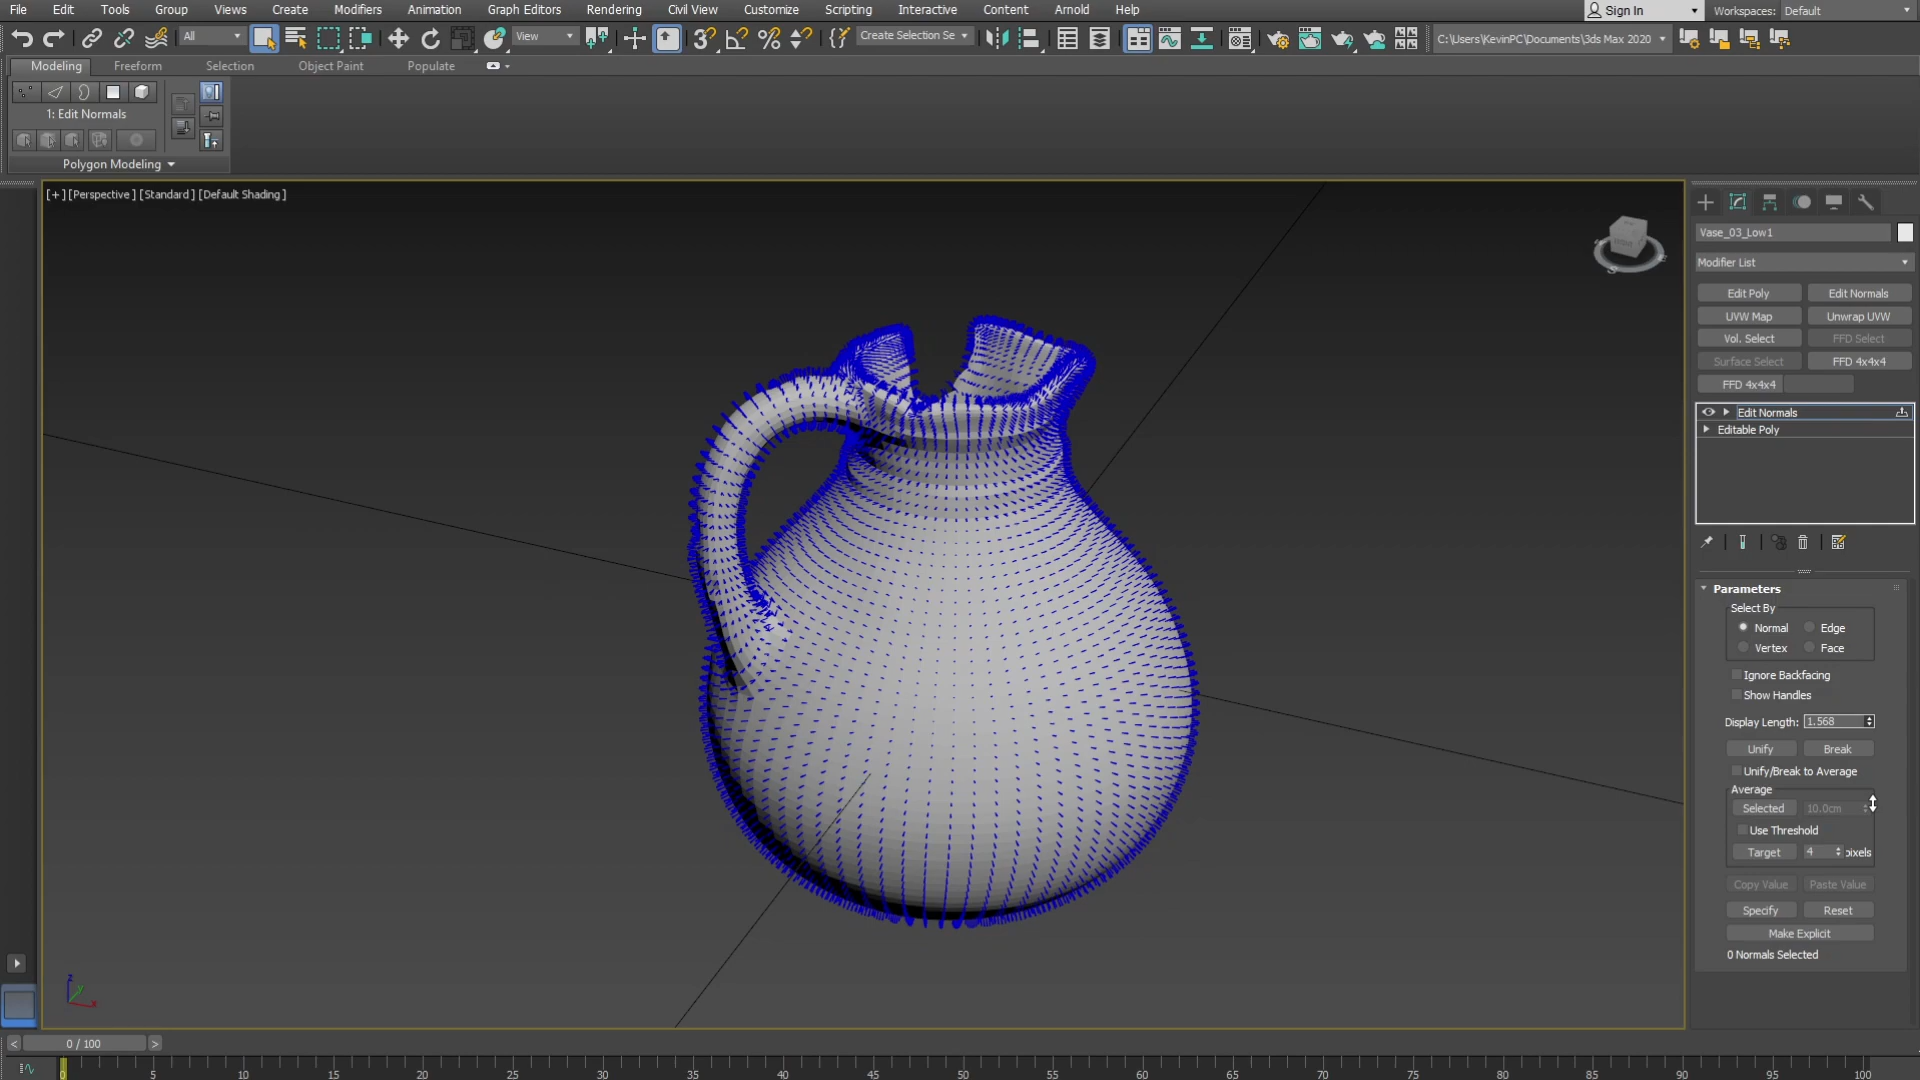 File Edit Tools Group Views Create Modifiers Animation Graph Editors Rendering Civil View Customize Scripting Interactive Content Arnold Help Sign In Workspaces: Default
All View Create Selection Se C:\Users\KevinPC\Documents\3ds Max 2020
Modeling Freeform Selection Object Paint Populate
1: Edit Normals
Polygon Modeling
[+] [Perspective] [Standard] [Default Shading]
Vase_03_Low1
Modifier List
Edit Poly Edit Normals
UVW Map Unwrap UVW
Vol. Select FFD Select
Surface Select FFD 4x4x4
FFD 4x4x4
Edit Normals
Editable Poly
Parameters
Select By
Normal Edge
Vertex Face
Ignore Backfacing
Show Handles
Display Length: 1.568
Unify Break
Unify/Break to Average
Average
Selected 10.0cm
Use Threshold
Target 4 pixels
Copy Value Paste Value
Specify Reset
Make Explicit
0 Normals Selected
z
y
x
< 0 / 100 >
0 5 10 15 20 25 30 35 40 45 50 55 60 65 70 75 80 85 90 95 100